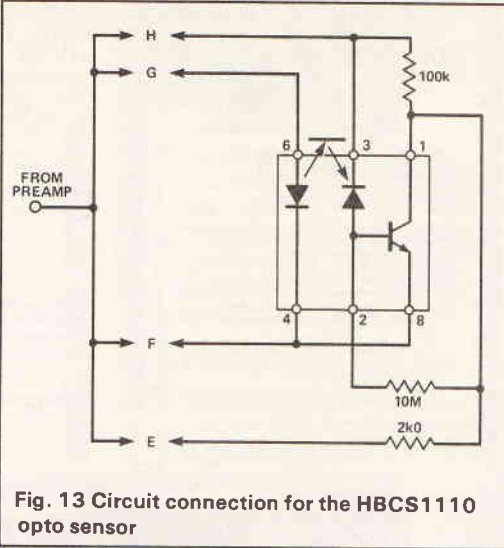 H
G
100k
6
3
1
FROM
PREAMP
4
2
8
F
10M
2k0
E
Fig. 13 Circuit connection for the HBCS1110
opto sensor